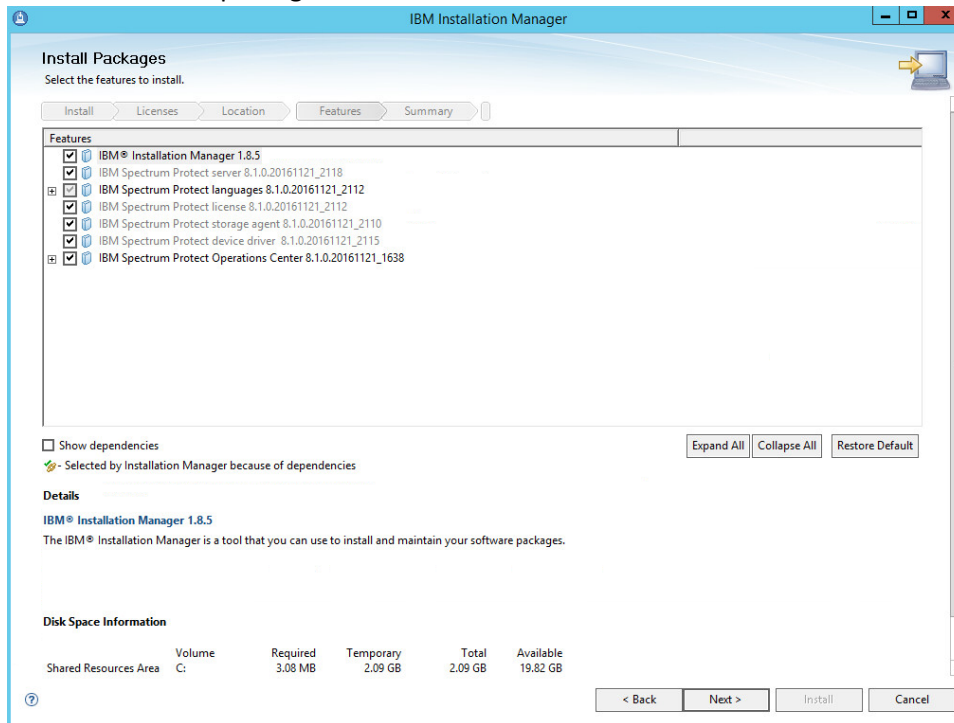 IBM Installation Manager
Install Packages
Select the features to install.
Install Licenses Location Features Summary
Features
IBM® Installation Manager 1.8.5
IBM Spectrum Protect server 8.1.0.20161121_2118
IBM Spectrum Protect languages 8.1.0.20161121_2112
IBM Spectrum Protect license 8.1.0.20161121_2112
IBM Spectrum Protect storage agent 8.1.0.20161121_2110
IBM Spectrum Protect device driver 8.1.0.20161121_2115
IBM Spectrum Protect Operations Center 8.1.0.20161121_1638
Show dependencies Expand All Collapse All Restore Default
- Selected by Installation Manager because of dependencies
Details
IBM® Installation Manager 1.8.5
The IBM® Installation Manager is a tool that you can use to install and maintain your software packages.
Disk Space Information
Volume Required Temporary Total Available
Shared Resources Area C: 3.08 MB 2.09 GB 2.09 GB 19.82 GB
? < Back Next > Install Cancel